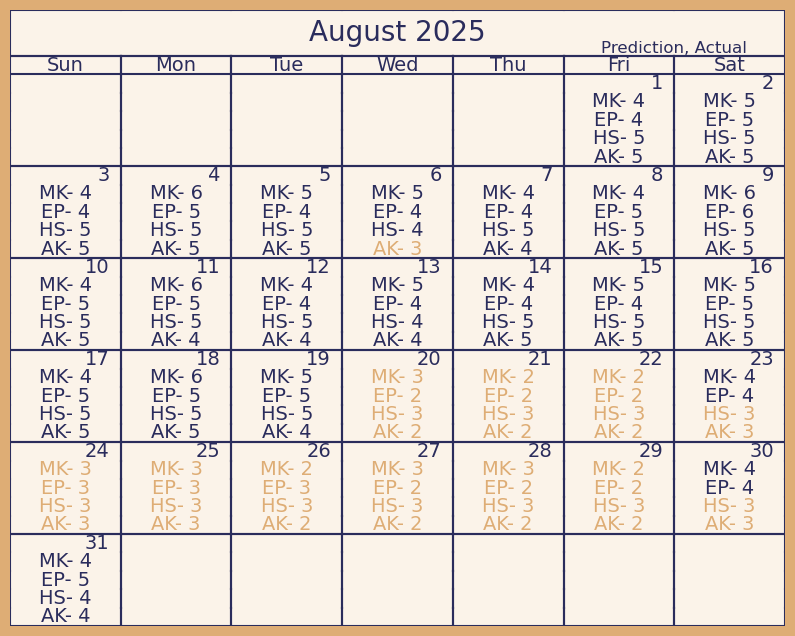 August 2025
Prediction, Actual
Sun Mon Tue Wed Thu Fri Sat
1 2
MK- 4 MK- 5
EP- 4 EP- 5
HS- 5 HS- 5
AK- 5 AK- 5
3 4 5 6 7 8 9
MK- 4 MK- 6 MK- 5 MK- 5 MK- 4 MK- 4 MK- 6
EP- 4 EP- 5 EP- 4 EP- 4 EP- 4 EP- 5 EP- 6
HS- 5 HS- 5 HS- 5 HS- 4 HS- 5 HS- 5 HS- 5
AK- 5 AK- 5 AK- 5 AK- 3 AK- 4 AK- 5 AK- 5
10 11 12 13 14 15 16
MK- 4 MK- 6 MK- 4 MK- 5 MK- 4 MK- 5 MK- 5
EP- 5 EP- 5 EP- 4 EP- 4 EP- 4 EP- 4 EP- 5
HS- 5 HS- 5 HS- 5 HS- 4 HS- 5 HS- 5 HS- 5
AK- 5 AK- 4 AK- 4 AK- 4 AK- 5 AK- 5 AK- 5
17 18 19 20 21 22 23
MK- 4 MK- 6 MK- 5 MK- 3 MK- 2 MK- 2 MK- 4
EP- 5 EP- 5 EP- 5 EP- 2 EP- 2 EP- 2 EP- 4
HS- 5 HS- 5 HS- 5 HS- 3 HS- 3 HS- 3 HS- 3
AK- 5 AK- 5 AK- 4 AK- 2 AK- 2 AK- 2 AK- 3
24 25 26 27 28 29 30
MK- 3 MK- 3 MK- 2 MK- 3 MK- 3 MK- 2 MK- 4
EP- 3 EP- 3 EP- 3 EP- 2 EP- 2 EP- 2 EP- 4
HS- 3 HS- 3 HS- 3 HS- 3 HS- 3 HS- 3 HS- 3
AK- 3 AK- 3 AK- 2 AK- 2 AK- 2 AK- 2 AK- 3
31
MK- 4
EP- 5
HS- 4
AK- 4